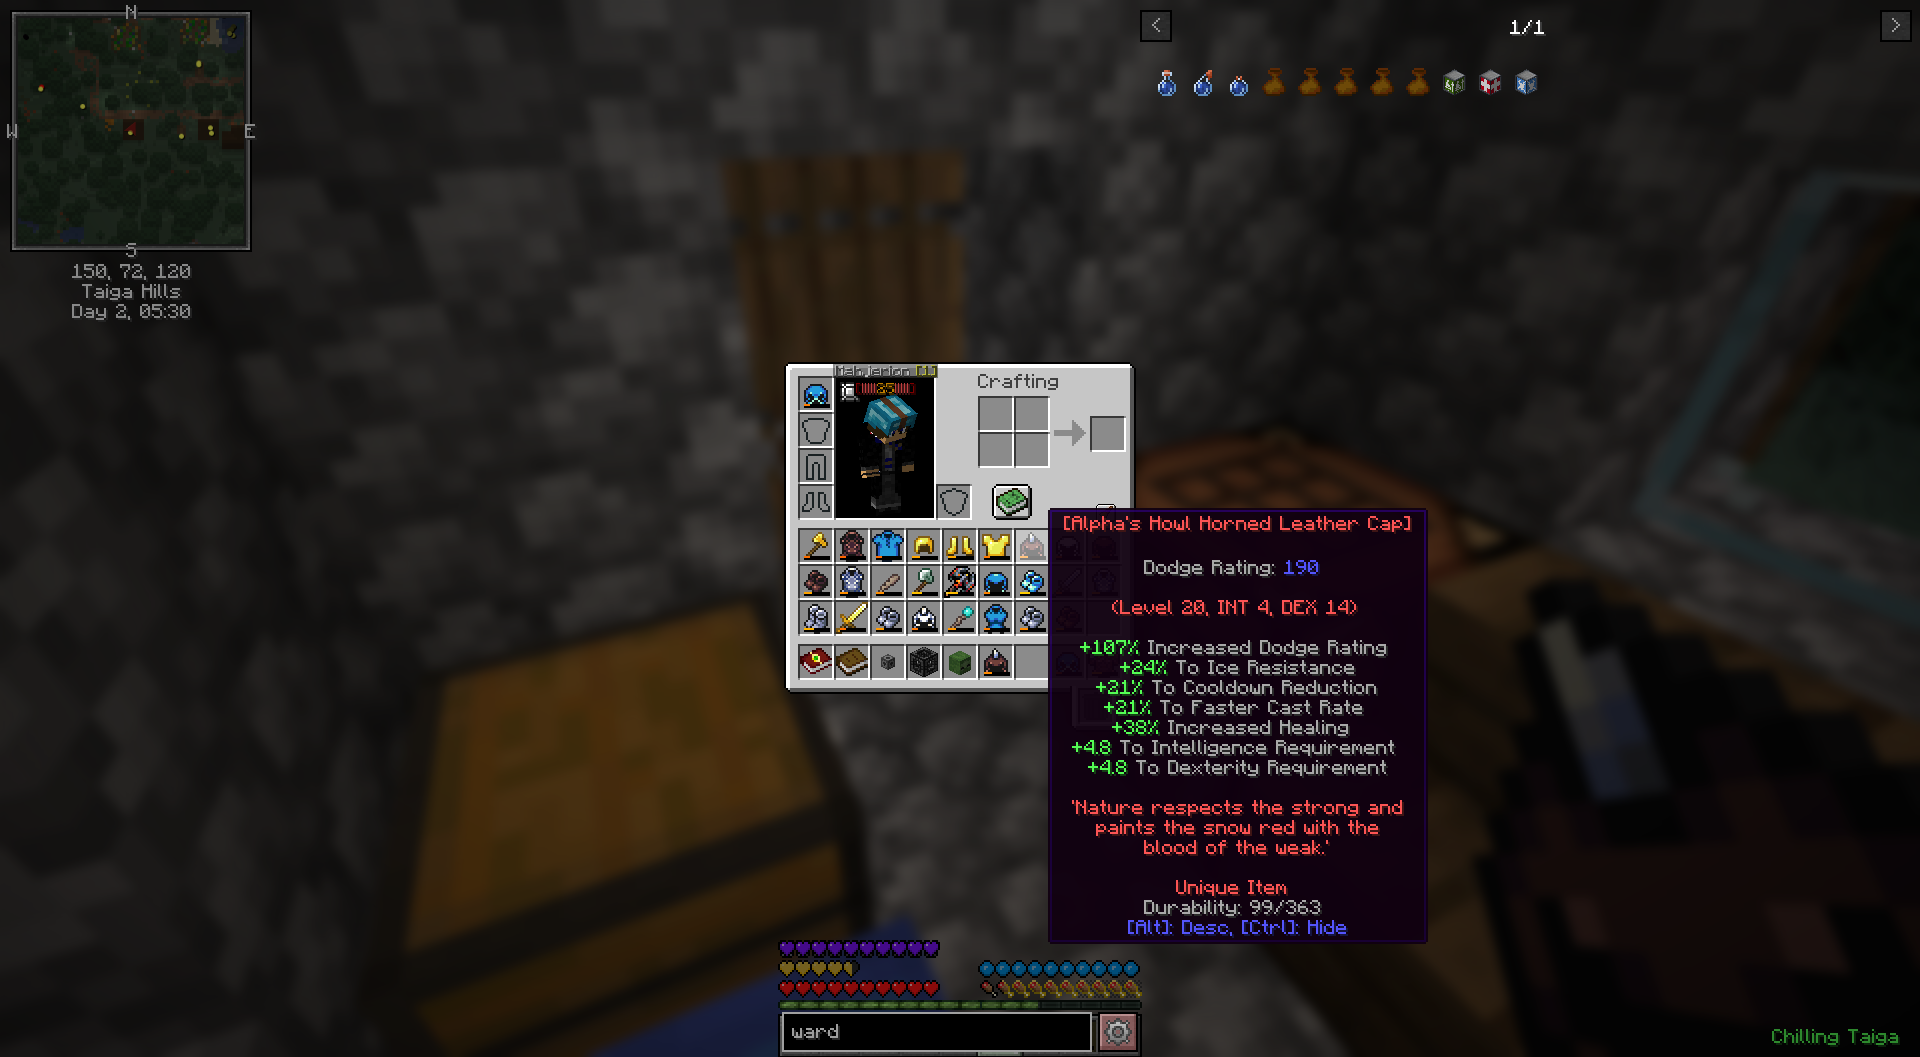 N
W
E
S
150, 72, 120
Taiga Hills
Day 2, 05:30
<
1/1
>
Mahjerion [1]
25
Crafting
[Alpha's Howl Horned Leather Cap]
Dodge Rating: 190
(Level 20, INT 4, DEX 14)
+107% Increased Dodge Rating
+24% To Ice Resistance
+21% To Cooldown Reduction
+21% To Faster Cast Rate
+38% Increased Healing
+4.8 To Intelligence Requirement
+4.8 To Dexterity Requirement
'Nature respects the strong and
paints the snow red with the
blood of the weak.'
Unique Item
Durability: 99/363
[Alt]: Desc, [Ctrl]: Hide
ward
Chilling Taiga